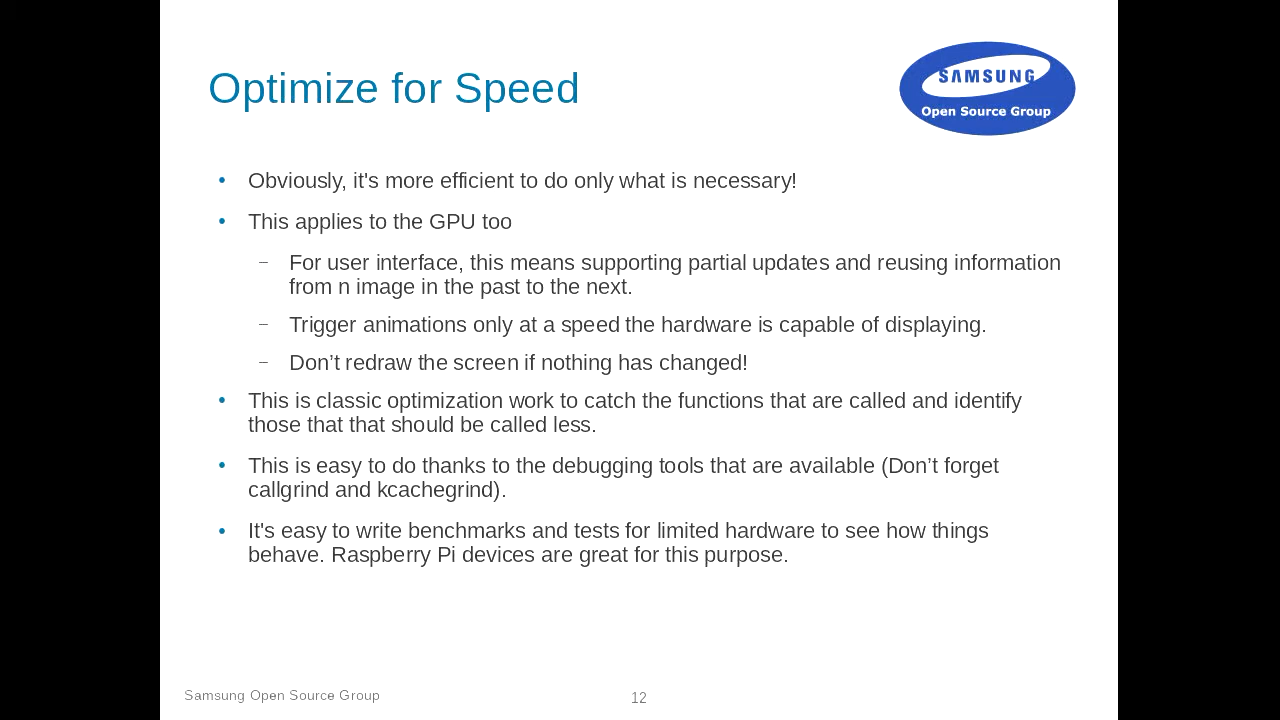 Optimize for Speed
SAMSUNG
Open Source Group
• Obviously, it's more efficient to do only what is necessary!
• This applies to the GPU too
– For user interface, this means supporting partial updates and reusing information
from n image in the past to the next.
– Trigger animations only at a speed the hardware is capable of displaying.
– Don’t redraw the screen if nothing has changed!
• This is classic optimization work to catch the functions that are called and identify
those that that should be called less.
• This is easy to do thanks to the debugging tools that are available (Don’t forget
callgrind and kcachegrind).
• It's easy to write benchmarks and tests for limited hardware to see how things
behave. Raspberry Pi devices are great for this purpose.
Samsung Open Source Group
12